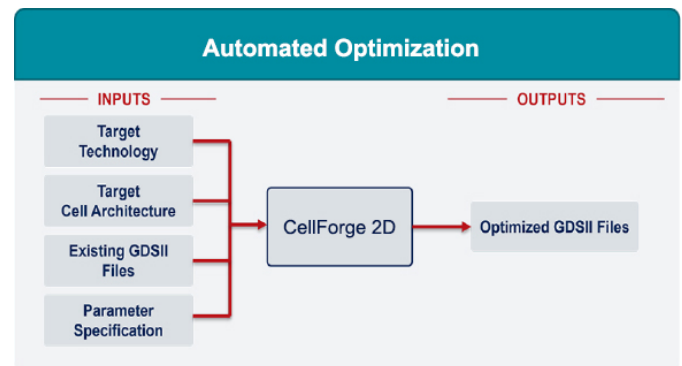 Automated Optimization
INPUTS
OUTPUTS
Target
Technology
Target
Cell Architecture
Existing GDSII
Files
Parameter
Specification
CellForge 2D
Optimized GDSII Files